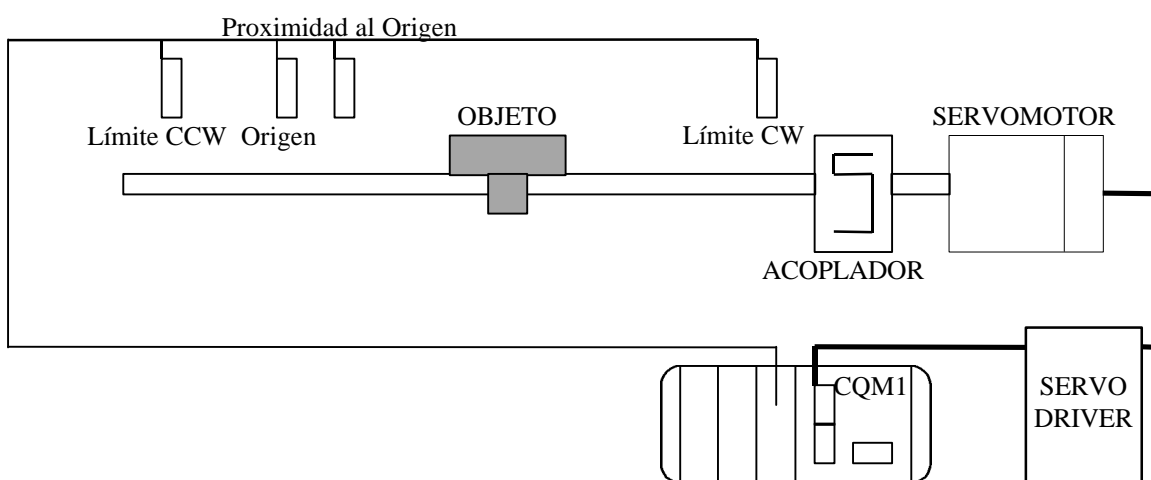 Proximidad al Origen
Límite CCW
Origen
OBJETO
Límite CW
SERVOMOTOR
ACOPLADOR
CQM1
SERVO
DRIVER